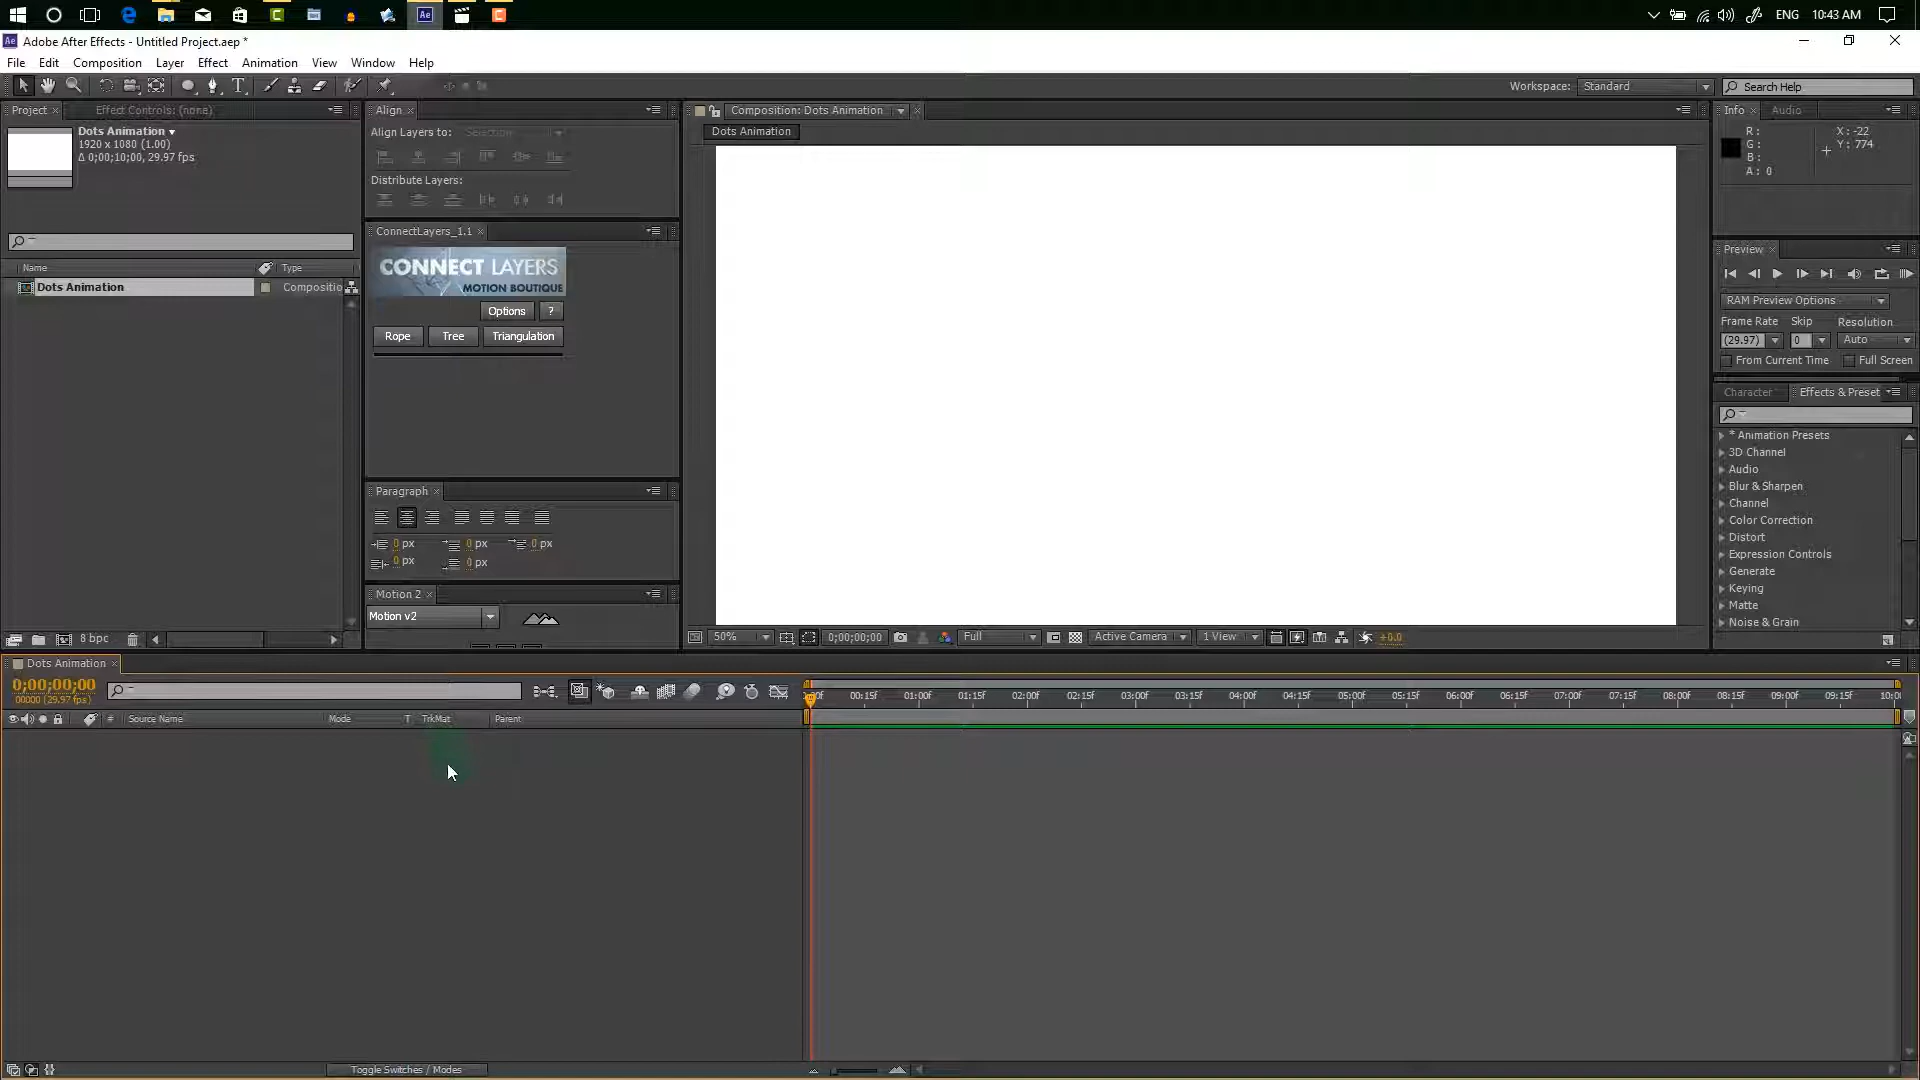 ENG 10:43 AM
Adobe After Effects - Untitled Project.aep *
File Edit Composition Layer Effect Animation View Window Help
Workspace: Standard Search Help
Project Effect Controls: (none)
Dots Animation
1920 x 1080 (1.00)
Δ 0;00;10;00, 29.97 fps
Name Type
Dots Animation Compositio
8 bpc
Align
Align Layers to: Selection
Distribute Layers:
ConnectLayers_1.1
CONNECT LAYERS
MOTION BOUTIQUE
Options ?
Rope Tree Triangulation
Paragraph
0 px 0 px 0 px
0 px 0 px
Motion 2
Motion v2
Composition: Dots Animation
Dots Animation
50% 0;00;00;00 Full Active Camera 1 View +0.0
Info Audio
R: X: -22
G: Y: 774
B:
A: 0
Preview
RAM Preview Options
Frame Rate Skip Resolution
(29.97) 0 Auto
From Current Time Full Screen
Character Effects & Preset
* Animation Presets
3D Channel
Audio
Blur & Sharpen
Channel
Color Correction
Distort
Expression Controls
Generate
Keying
Matte
Noise & Grain
Dots Animation
0;00;00;00
00000 (29.97 fps)
00f 00:15f 01:00f 01:15f 02:00f 02:15f 03:00f 03:15f 04:00f 04:15f 05:00f 05:15f 06:00f 06:15f 07:00f 07:15f 08:00f 08:15f 09:00f 09:15f 10:0
# Source Name Mode T TrkMat Parent
Toggle Switches / Modes